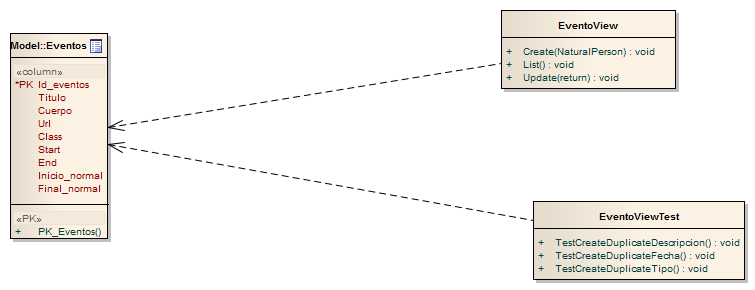 Model::Eventos
«column»
*PK Id_eventos
Titulo
Cuerpo
Url
Class
Start
End
Inicio_normal
Final_normal
«PK»
+ PK_Eventos()
EventoView
+ Create(NaturalPerson) : void
+ List() : void
+ Update(return) : void
EventoViewTest
+ TestCreateDuplicateDescripcion() : void
+ TestCreateDuplicateFecha() : void
+ TestCreateDuplicateTipo() : void